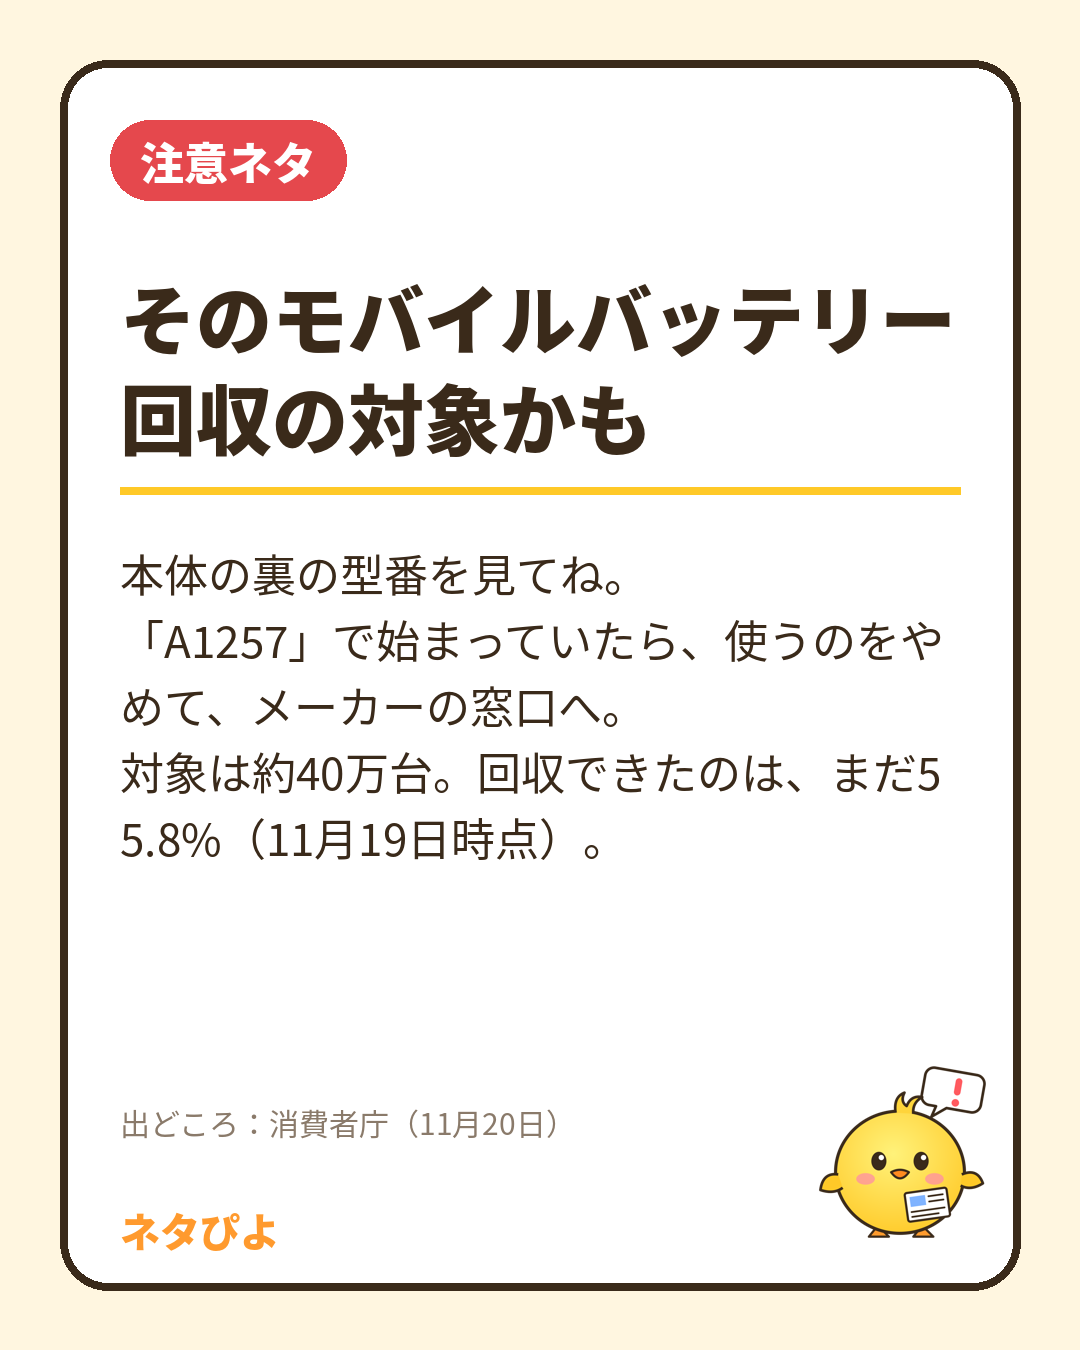 注意ネタ
そのモバイルバッテリー
回収の対象かも
本体の裏の型番を見てね。
「A1257」で始まっていたら、使うのをや
めて、メーカーの窓口へ。
対象は約40万台。回収できたのは、まだ5
5.8%（11月19日時点）。
出どころ：消費者庁（11月20日）
ネタぴよ